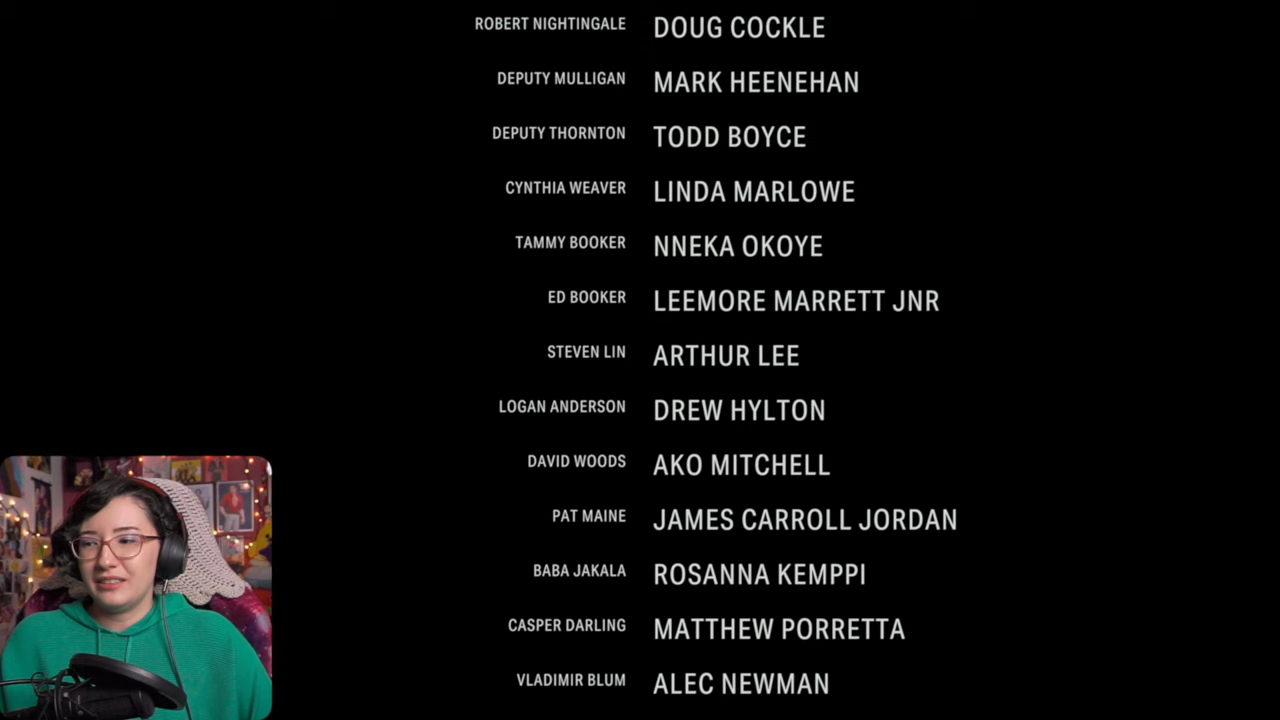 ROBERT NIGHTINGALE DOUG COCKLE
DEPUTY MULLIGAN MARK HEENEHAN
DEPUTY THORNTON TODD BOYCE
CYNTHIA WEAVER LINDA MARLOWE
TAMMY BOOKER NNEKA OKOYE
ED BOOKER LEEMORE MARRETT JNR
STEVEN LIN ARTHUR LEE
LOGAN ANDERSON DREW HYLTON
DAVID WOODS AKO MITCHELL
PAT MAINE JAMES CARROLL JORDAN
BABA JAKALA ROSANNA KEMPPI
CASPER DARLING MATTHEW PORRETTA
VLADIMIR BLUM ALEC NEWMAN